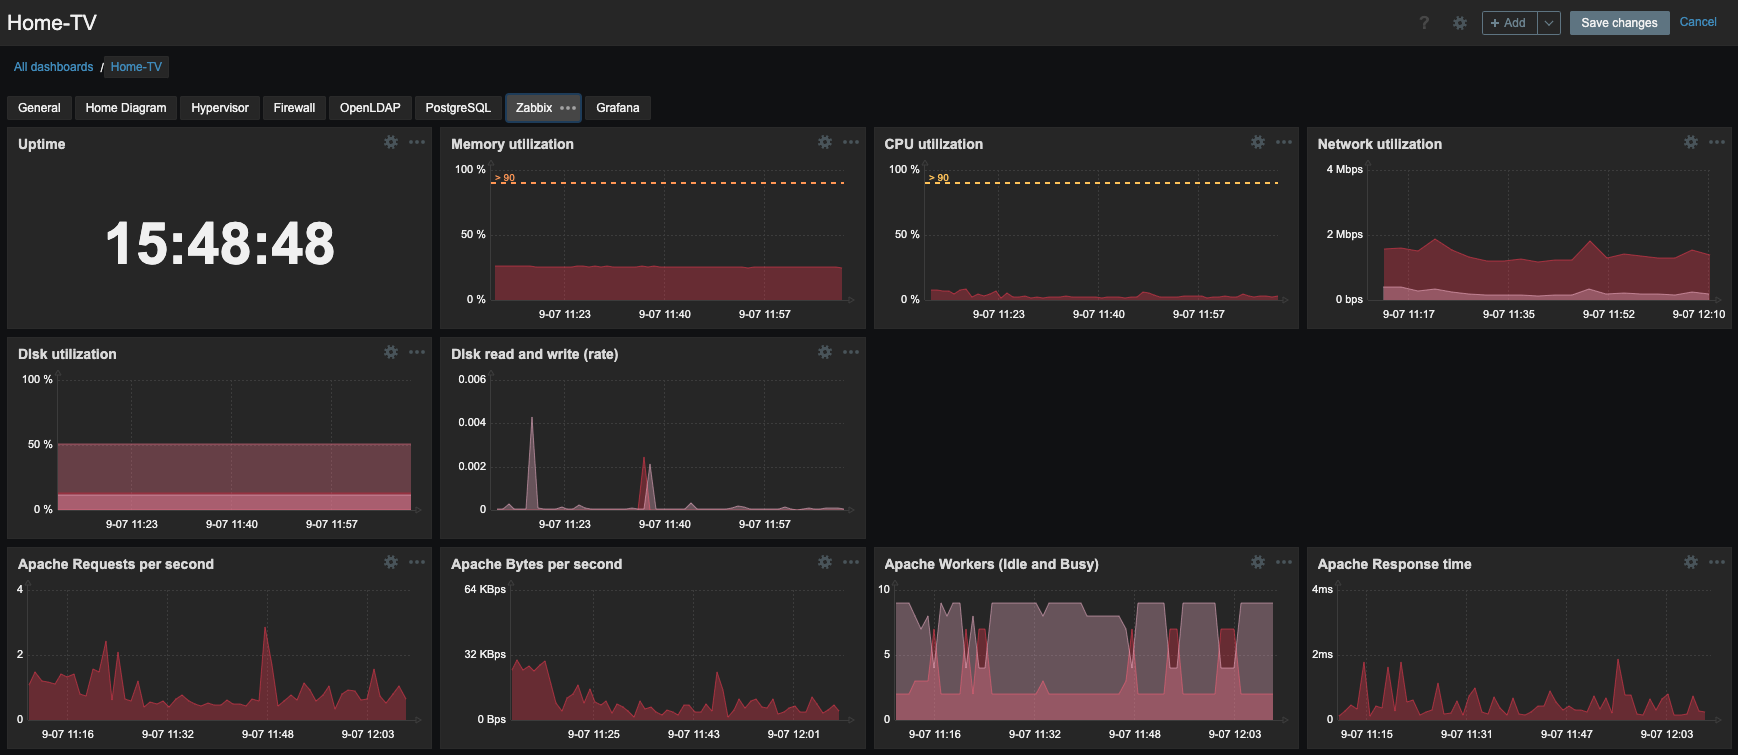 Home-TV
? + Add Save changes Cancel
All dashboards / Home-TV
General Home Diagram Hypervisor Firewall OpenLDAP PostgreSQL Zabbix ••• Grafana
Uptime
15:48:48
Memory utilization
100 %
> 90
50 %
0 %
9-07 11:23 9-07 11:40 9-07 11:57
CPU utilization
100 %
> 90
50 %
0 %
9-07 11:23 9-07 11:40 9-07 11:57
Network utilization
4 Mbps
2 Mbps
0 bps
9-07 11:17 9-07 11:35 9-07 11:52 9-07 12:10
Disk utilization
100 %
50 %
0 %
9-07 11:23 9-07 11:40 9-07 11:57
Disk read and write (rate)
0.006
0.004
0.002
0
9-07 11:23 9-07 11:40 9-07 11:57
Apache Requests per second
4
2
0
9-07 11:16 9-07 11:32 9-07 11:48 9-07 12:03
Apache Bytes per second
64 KBps
32 KBps
0 Bps
9-07 11:25 9-07 11:43 9-07 12:01
Apache Workers (Idle and Busy)
10
5
0
9-07 11:16 9-07 11:32 9-07 11:48 9-07 12:03
Apache Response time
4ms
2ms
0
9-07 11:15 9-07 11:31 9-07 11:47 9-07 12:03